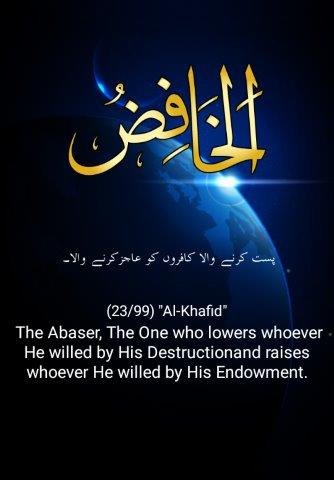 اَلْخَافِضُ
پست کرنے والا کافروں کو عاجز کرنے والا۔
(23/99) "Al-Khafid"
The Abaser, The One who lowers whoever
He willed by His Destructionand raises
whoever He willed by His Endowment.